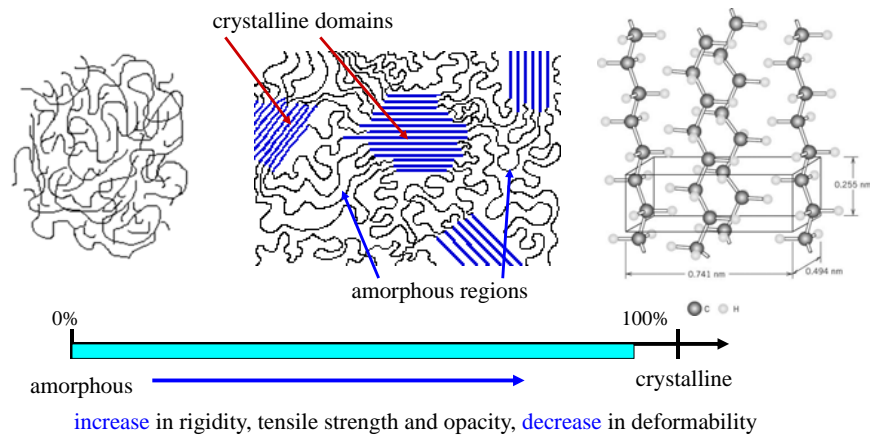 crystalline domains
0.255 nm
0.741 nm
0.494 nm
amorphous regions
C H
0%
100%
amorphous
crystalline
increase in rigidity, tensile strength and opacity, decrease in deformability